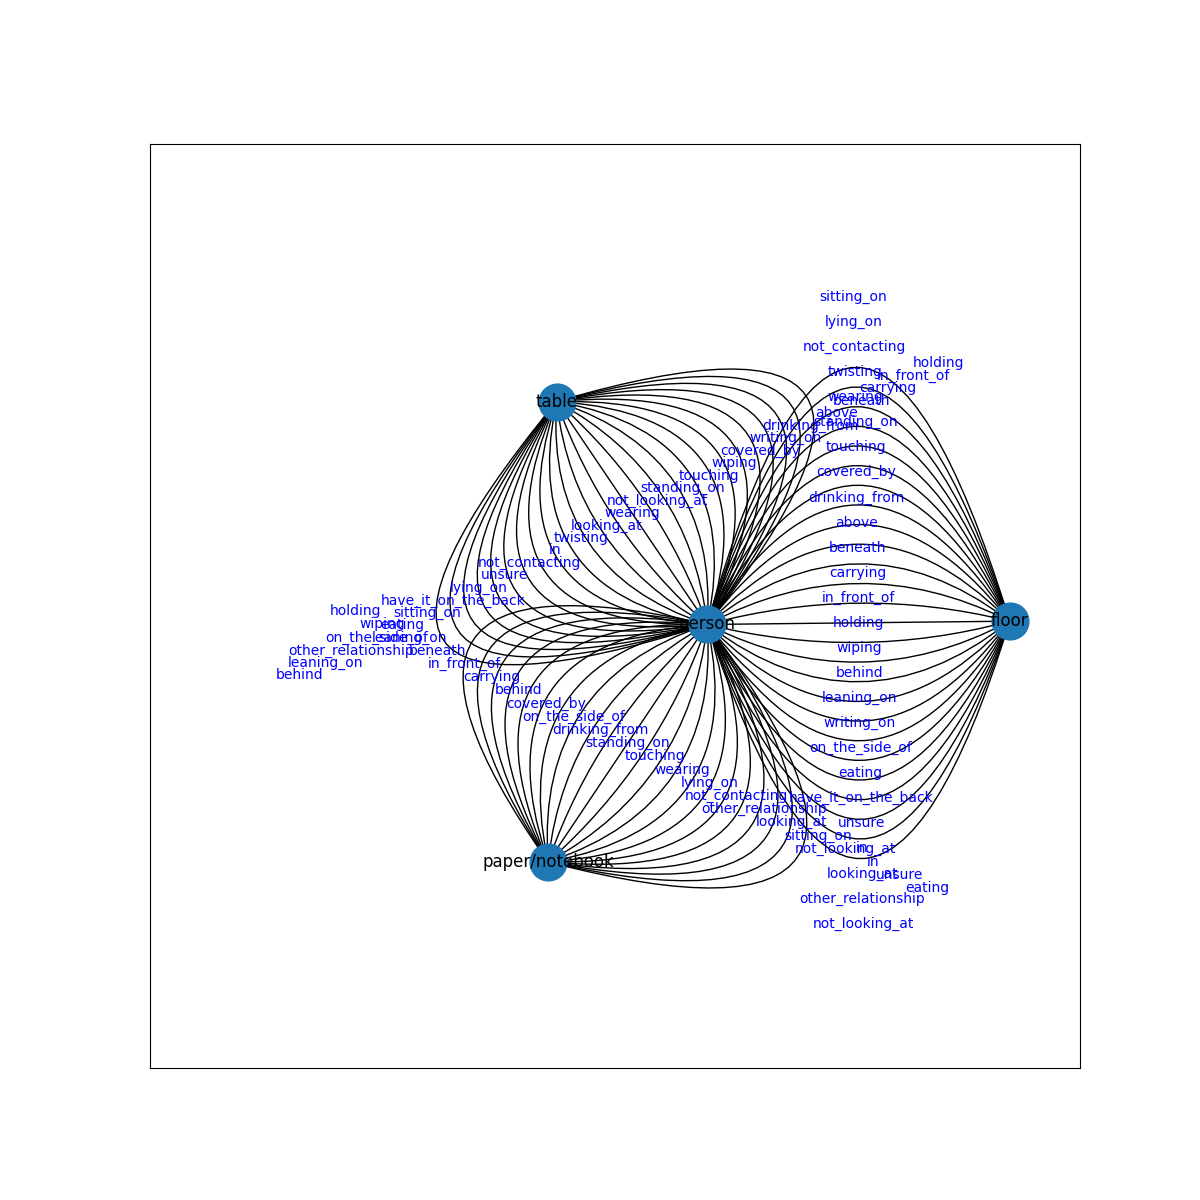 sitting_on
lying_on
not_contacting
holding
twisting
in_front_of
carrying
wearing
beneath
table
above
standing_on
drinking_from
writing_on
touching
covered_by
wiping
covered_by
touching
standing_on
drinking_from
not_looking_at
wearing
above
looking_at
twisting
in
beneath
not_contacting
unsure
carrying
lying_on
have_it_on_the_back
in_front_of
holding
sitting_on
floor
holding
person
wiping
eating
on_the_side_of
leaning_on
wiping
other_relationship
beneath
leaning_on
in_front_of
behind
behind
carrying
behind
leaning_on
covered_by
on_the_side_of
writing_on
drinking_from
standing_on
on_the_side_of
touching
wearing
eating
lying_on
not_contacting
have_it_on_the_back
other_relationship
looking_at
unsure
sitting_on
not_looking_at
in
paper/notebook
in
looking_at
unsure
eating
other_relationship
not_looking_at